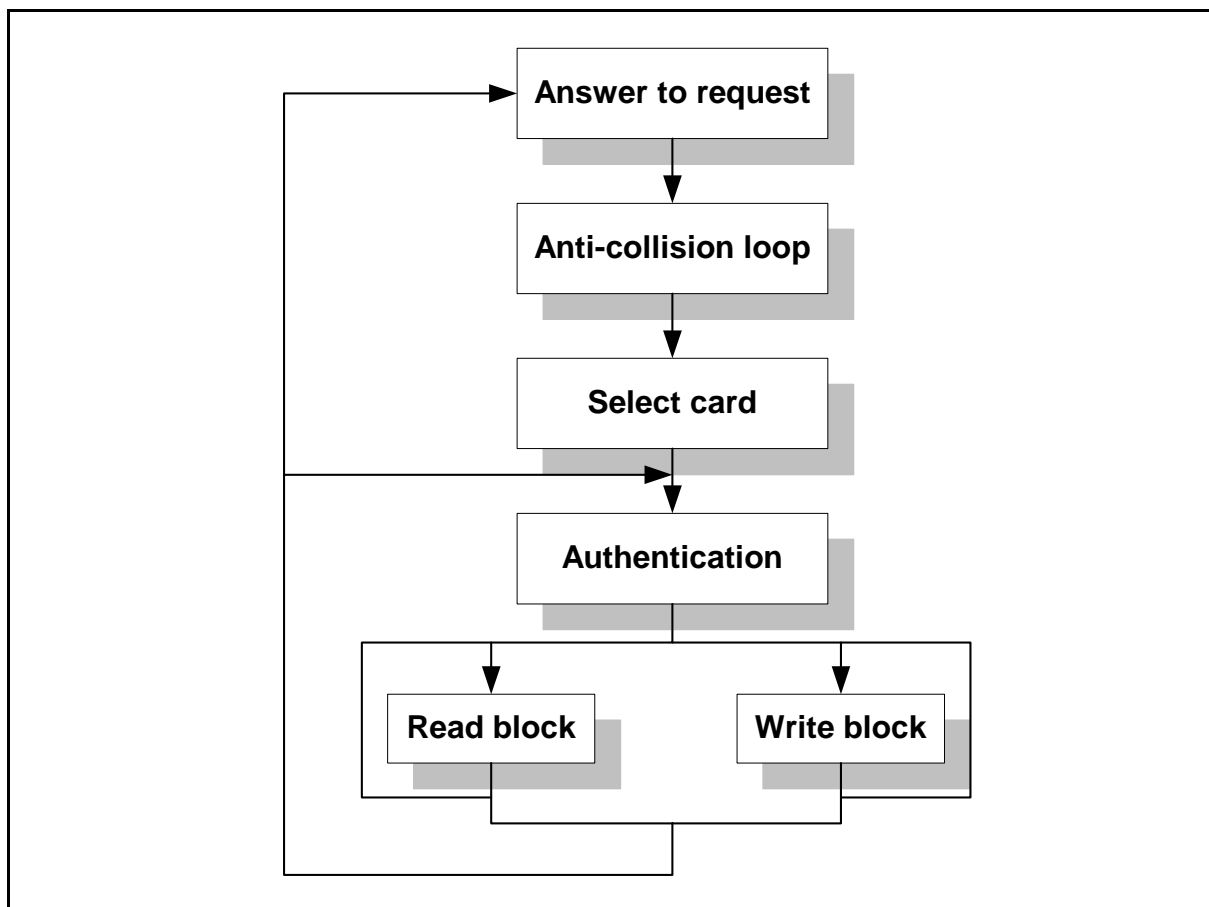 Answer to request
Anti-collision loop
Select card
Authentication
Read block
Write block